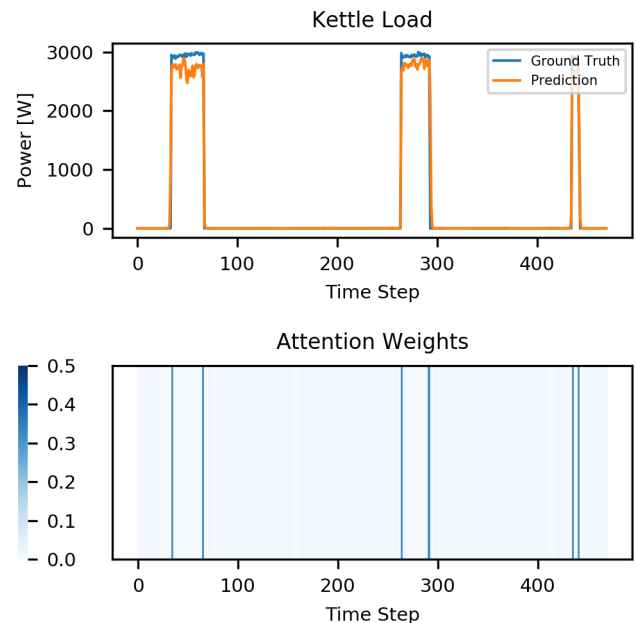 Kettle Load
3000
2000
1000
0
Power [W]
Ground Truth
Prediction
0 100 200 300 400
Time Step
Attention Weights
0.5
0.4
0.3
0.2
0.1
0.0
0 100 200 300 400
Time Step